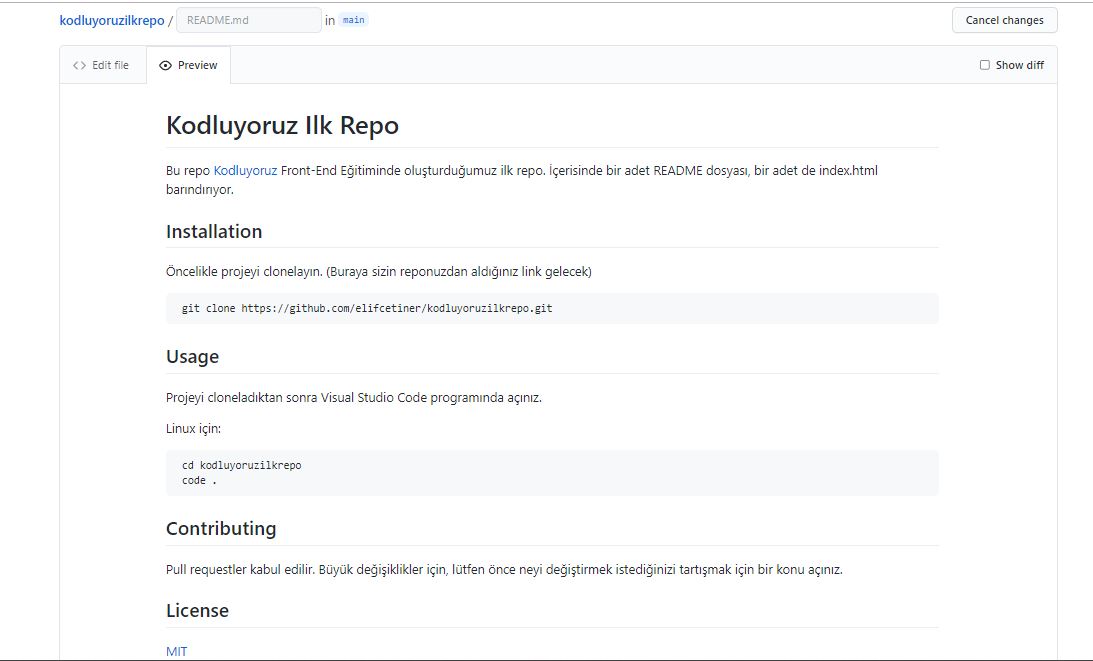 kodluyoruzilkrepo / README.md in main Cancel changes
<> Edit file Preview Show diff
Kodluyoruz Ilk Repo
Bu repo Kodluyoruz Front-End Eğitiminde oluşturduğumuz ilk repo. İçerisinde bir adet README dosyası, bir adet de index.html
barındırıyor.
Installation
Öncelikle projeyi clonelayın. (Buraya sizin reponuzdan aldığınız link gelecek)
git clone https://github.com/elifcetiner/kodluyoruzilkrepo.git
Usage
Projeyi cloneladıktan sonra Visual Studio Code programında açınız.
Linux için:
cd kodluyoruzilkrepo
code .
Contributing
Pull requestler kabul edilir. Büyük değişiklikler için, lütfen önce neyi değiştirmek istediğinizi tartışmak için bir konu açınız.
License
MIT